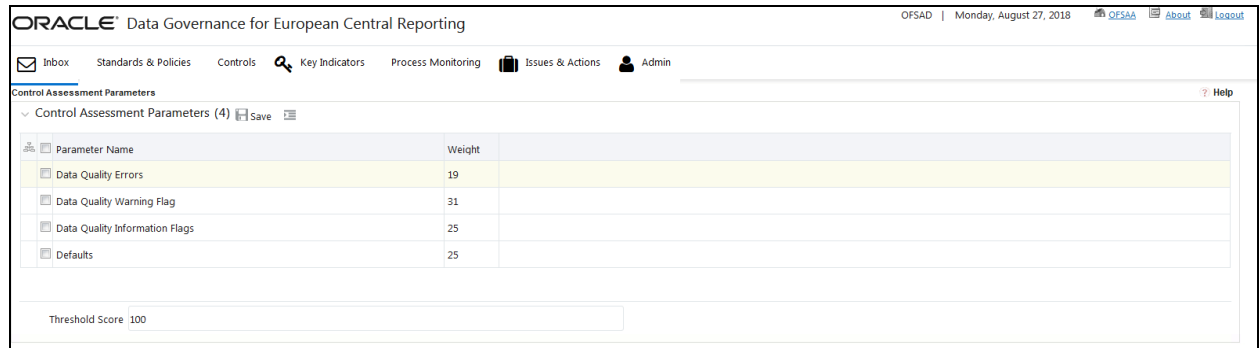 ORACLE® Data Governance for European Central Reporting
OFSAD | Monday, August 27, 2018 OFSAA About Logout
Inbox Standards & Policies Controls Key Indicators Process Monitoring Issues & Actions Admin
Control Assessment Parameters ? Help
Control Assessment Parameters (4) Save
Parameter Name Weight
Data Quality Errors 19
Data Quality Warning Flag 31
Data Quality Information Flags 25
Defaults 25
Threshold Score 100